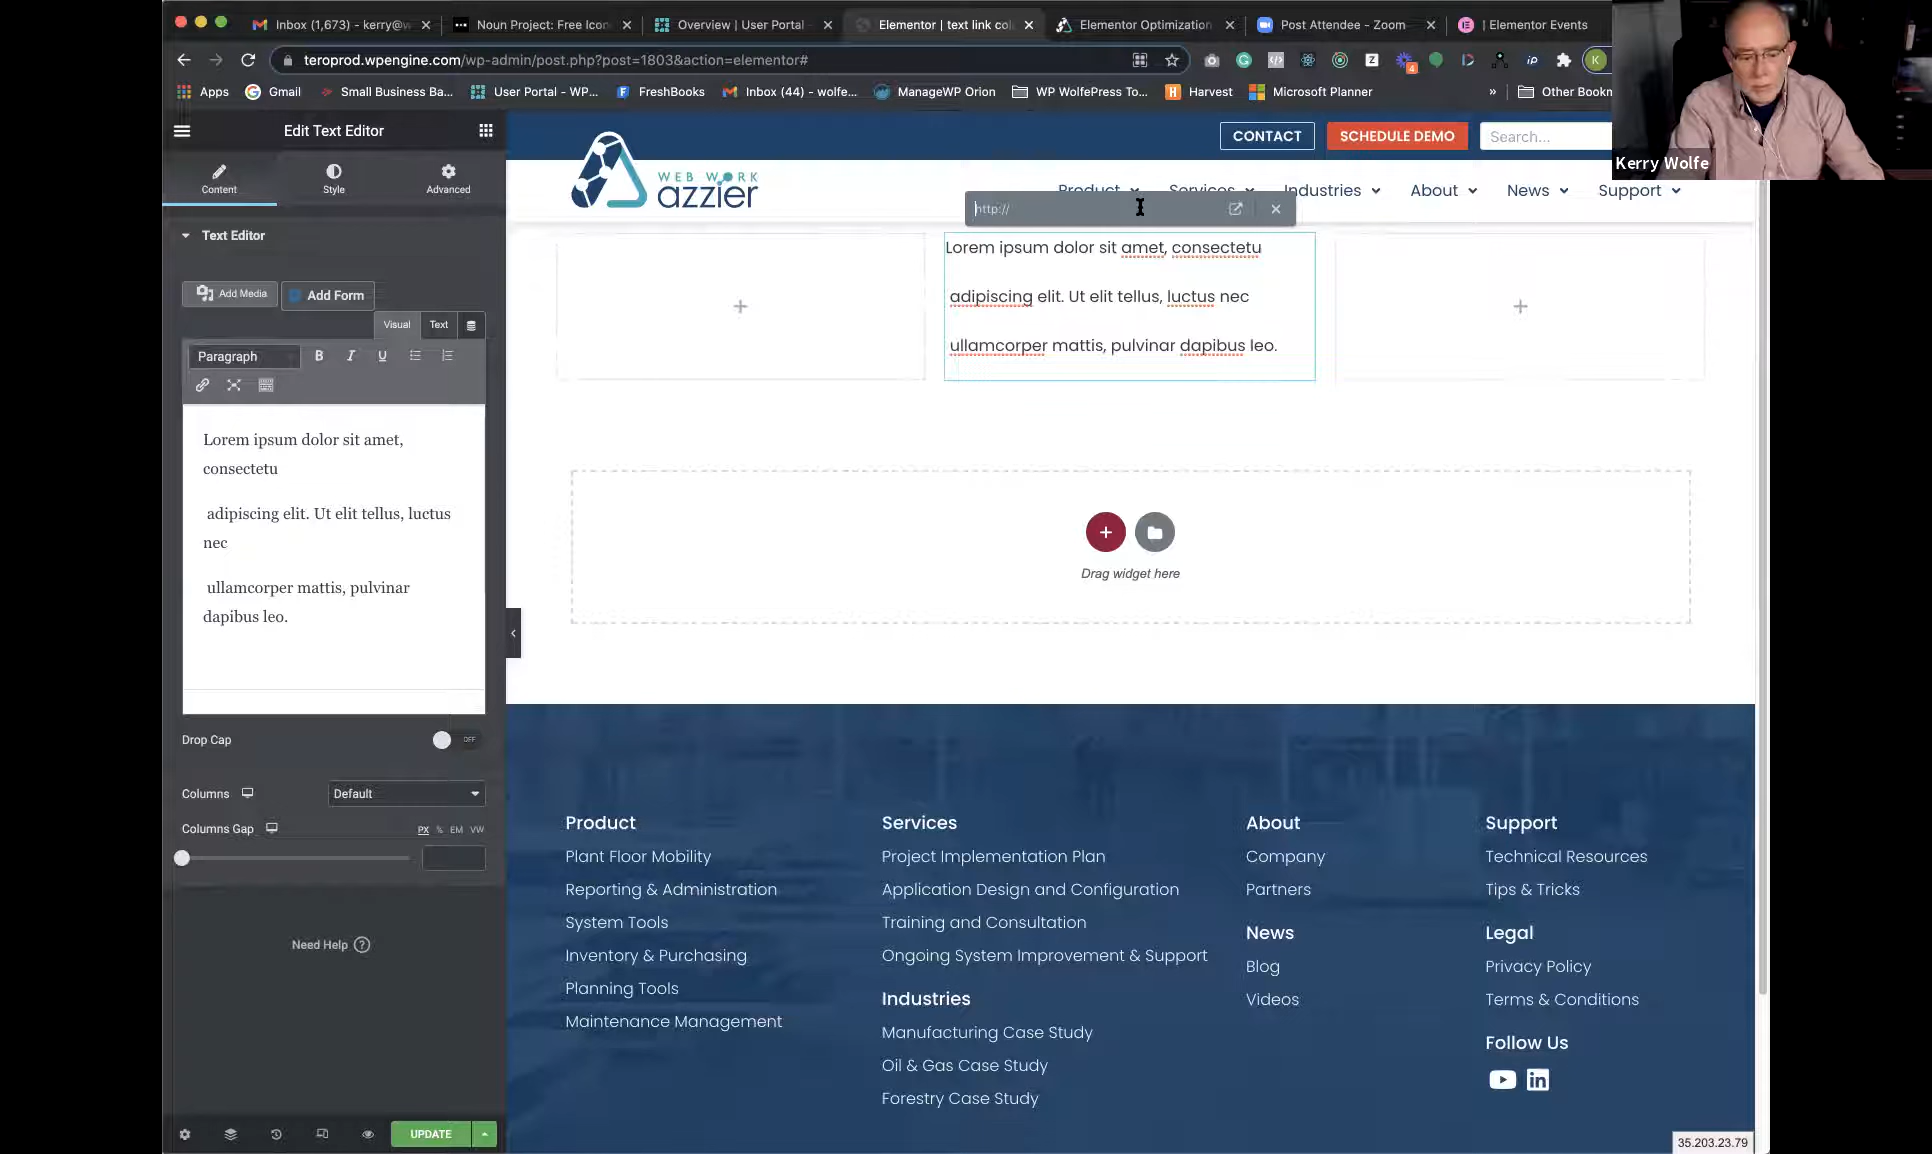 Inbox (1,673) - kerry@w
Noun Project: Free Icon
Overview | User Portal
Elementor | text link col
Elementor Optimization
Post Attendee - Zoom
| Elementor Events
teroprod.wpengine.com/wp-admin/post.php?post=1803&action=elementor#
4
Z
iP
K
Apps
Gmail
Small Business Ba...
User Portal - WP...
FreshBooks
Inbox (44) - wolfe...
ManageWP Orion
WP WolfePress To...
Harvest
Microsoft Planner
»
Other Bookm
Kerry Wolfe
Edit Text Editor
Content
Style
Advanced
Text Editor
Add Media
Add Form
Visual
Text
Paragraph
B
I
U
Lorem ipsum dolor sit amet,
consectetu
adipiscing elit. Ut elit tellus, luctus
nec
ullamcorper mattis, pulvinar
dapibus leo.
Drop Cap
OFF
Columns
Default
Columns Gap
PX % EM VW
Need Help ?
UPDATE
CONTACT
SCHEDULE DEMO
Search...
WEB WORK
azzier
Product
Services
Industries
About
News
Support
http://
Lorem ipsum dolor sit amet, consectetu
adipiscing elit. Ut elit tellus, luctus nec
ullamcorper mattis, pulvinar dapibus leo.
Drag widget here
Product
Plant Floor Mobility
Reporting & Administration
System Tools
Inventory & Purchasing
Planning Tools
Maintenance Management
Services
Project Implementation Plan
Application Design and Configuration
Training and Consultation
Ongoing System Improvement & Support
Industries
Manufacturing Case Study
Oil & Gas Case Study
Forestry Case Study
About
Company
Partners
News
Blog
Videos
Support
Technical Resources
Tips & Tricks
Legal
Privacy Policy
Terms & Conditions
Follow Us
35.203.23.79